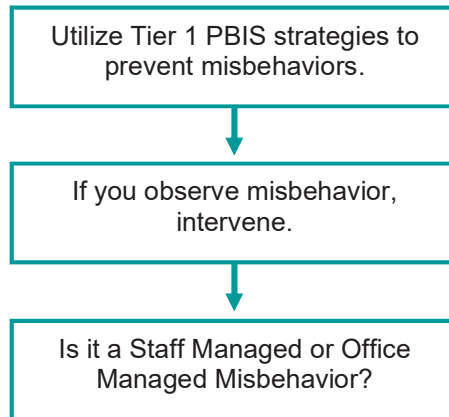 Utilize Tier 1 PBIS strategies to
prevent misbehaviors.
If you observe misbehavior,
intervene.
Is it a Staff Managed or Office
Managed Misbehavior?